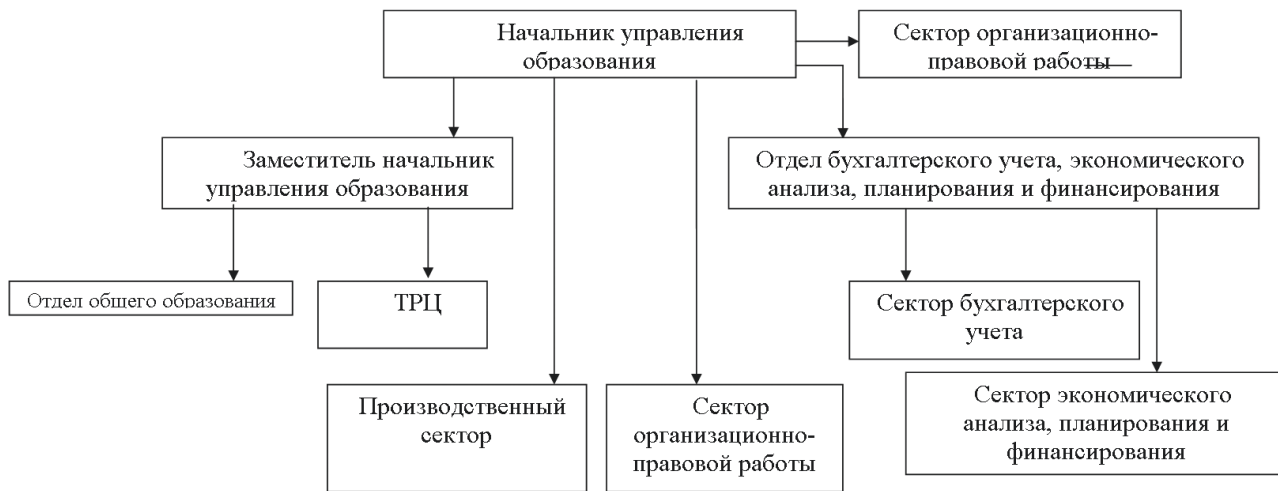 Начальник управления
образования
Сектор организационно-
правовой работы
Заместитель начальник
управления образования
Отдел бухгалтерского учета, экономического
анализа, планирования и финансирования
Отдел общего образования
ТРЦ
Сектор бухгалтерского
учета
Производственный
сектор
Сектор
организационно-
правовой работы
Сектор экономического
анализа, планирования и
финансирования